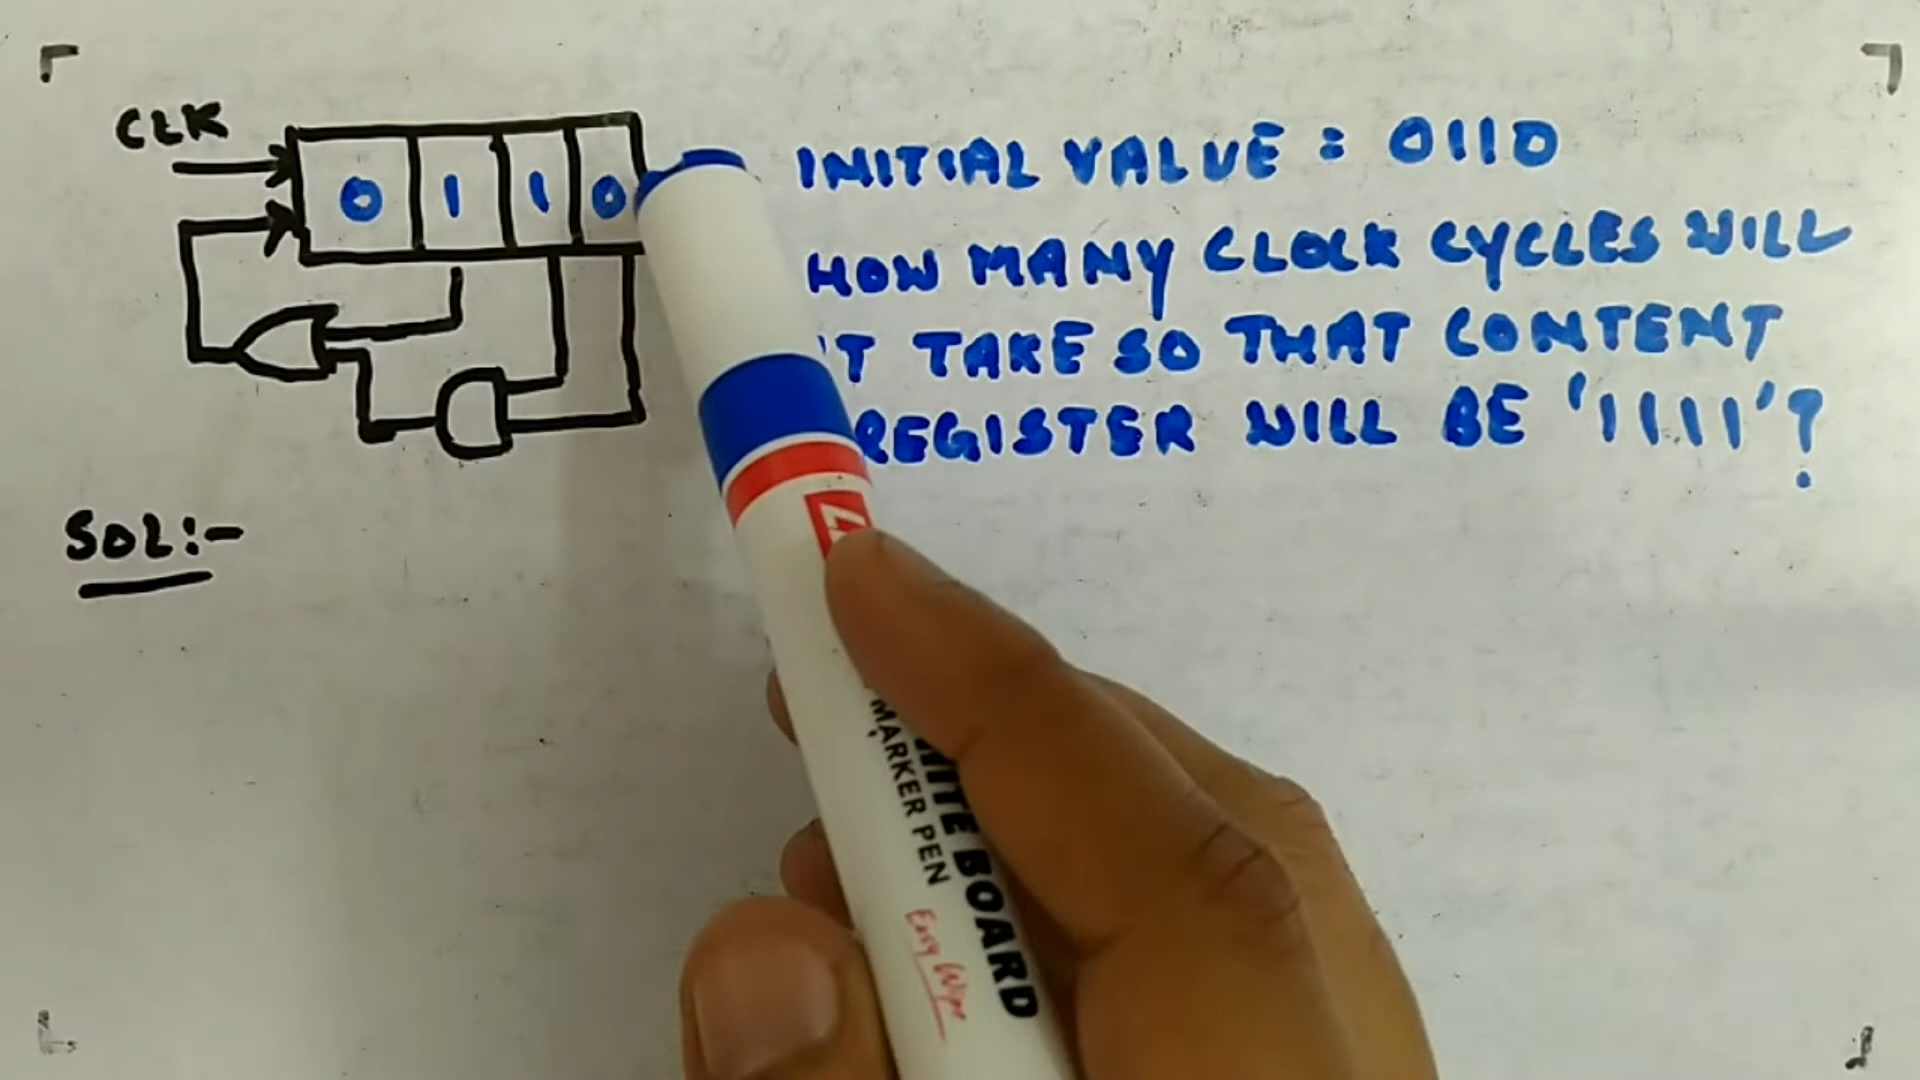 CLK
0 1 1 0
INITIAL VALUE : 0110
HOW MANY CLOCK CYCLES WILL
TAKE SO THAT CONTENT
REGISTER WILL BE '1111'?
SOL:-
WHITE BOARD
MARKER PEN
Easy Wipe